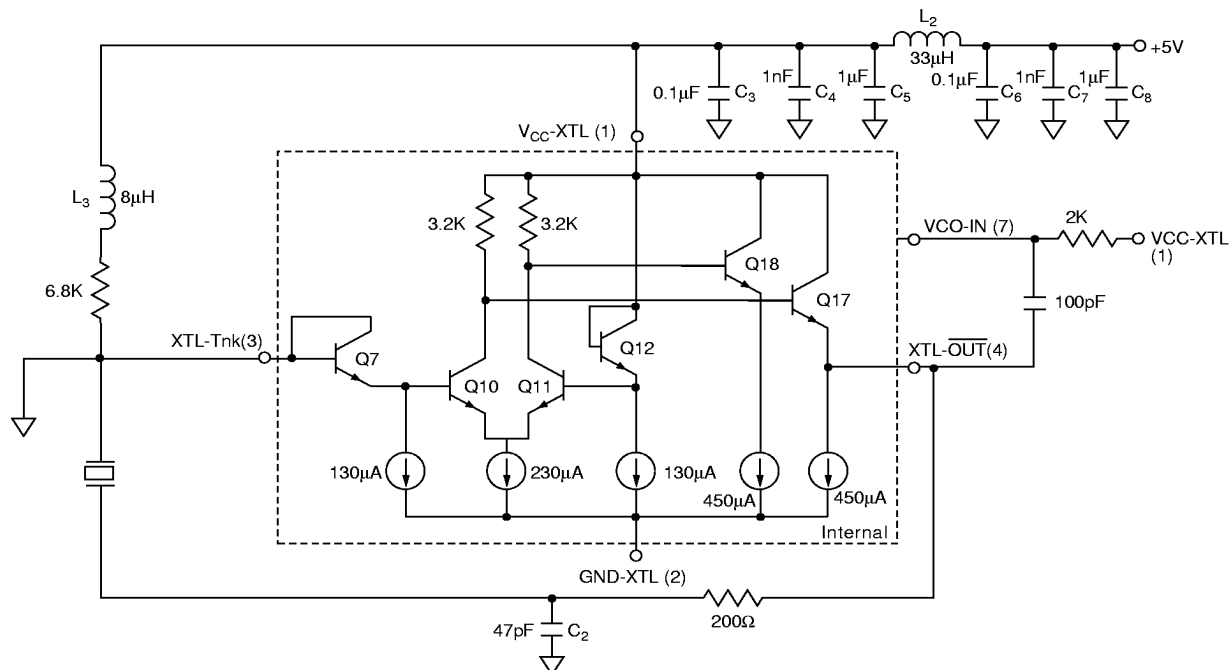 L2
33µH
+5V
0.1µF
C3
1nF
C4
1µF
C5
0.1µF
C6
1nF
C7
1µF
C8
VCC-XTL (1)
L3
8µH
6.8K
3.2K
3.2K
Q18
Q17
VCO-IN (7)
2K
VCC-XTL
(1)
100pF
XTL-Tnk(3)
Q7
Q12
XTL-OUT(4)
Q10
Q11
130µA
230µA
130µA
450µA
450µA
Internal
GND-XTL (2)
47pF
C2
200Ω